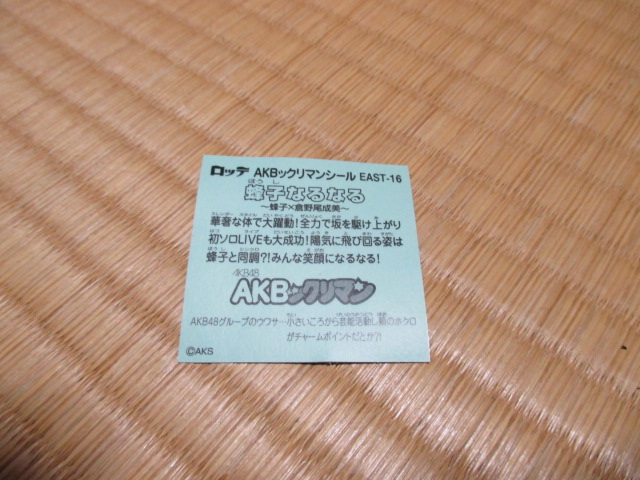 ロッテ AKBックリマンシール EAST-16
ほうし
蜂子なるなる
～蜂子×倉野尾成美～
華奢な体で大躍動!全力で坂を駆け上がり
初ソロLIVEも大成功!陽気に飛び回る姿は
蜂子と同調?!みんな笑顔になるなる!
AKB48
AKBックリマン
AKB48グループのウワサ…小さいころから芸能活動し頬のホクロ
がチャームポイントだとか?!
©AKS